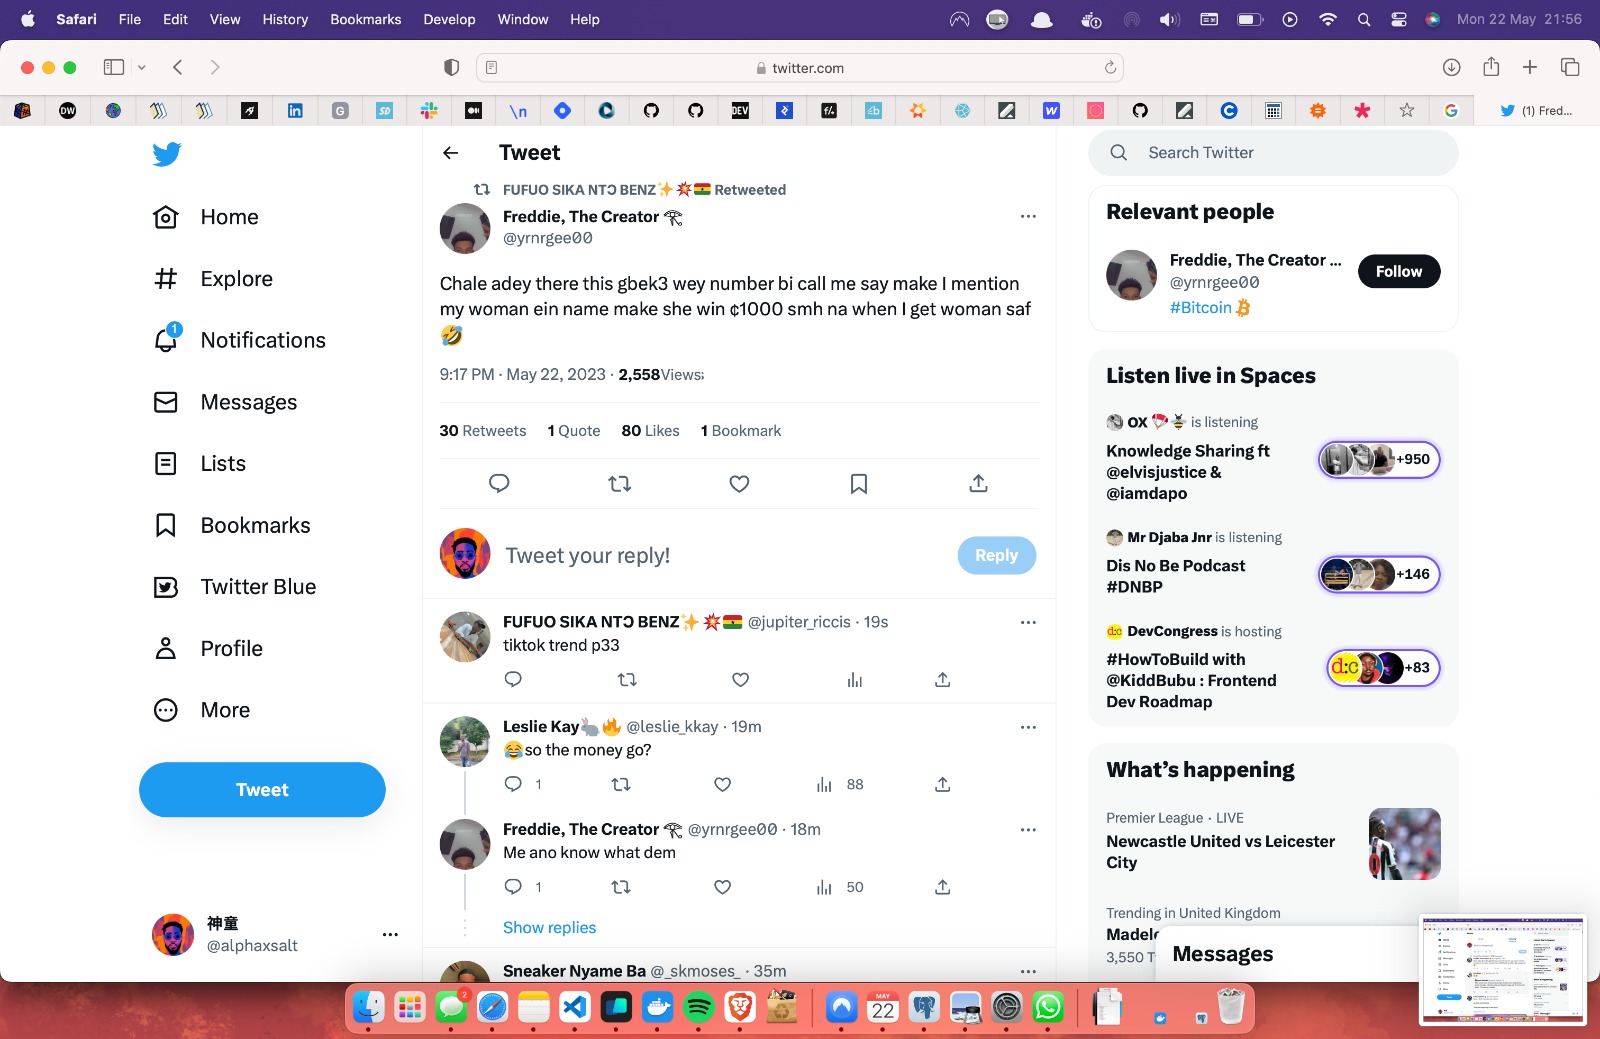 Safari File Edit View History Bookmarks Develop Window Help Mon 22 May 21:56
twitter.com
(1) Fred...
Home
Explore
1
Notifications
Messages
Lists
Bookmarks
Twitter Blue
Profile
More
Tweet
神童
@alphaxsalt
Tweet
FUFUO SIKA NTƆ BENZ✨💥🇬🇭 Retweeted
Freddie, The Creator
@yrnrgee00
Chale adey there this gbek3 wey number bi call me say make I mention
my woman ein name make she win ¢1000 smh na when I get woman saf
🤣
9:17 PM · May 22, 2023 · 2,558 Views
30 Retweets 1 Quote 80 Likes 1 Bookmark
Tweet your reply!
Reply
FUFUO SIKA NTƆ BENZ✨💥🇬🇭 @jupiter_riccis · 19s
tiktok trend p33
Leslie Kay🐇🔥 @leslie_kkay · 19m
😂so the money go?
1 88
Freddie, The Creator @yrnrgee00 · 18m
Me ano know what dem
1 50
Show replies
Sneaker Nyame Ba @_skmoses_ · 35m
Search Twitter
Relevant people
Freddie, The Creator ...
@yrnrgee00
#Bitcoin
Follow
Listen live in Spaces
OX is listening
Knowledge Sharing ft
@elvisjustice &
@iamdapo
+950
Mr Djaba Jnr is listening
Dis No Be Podcast
#DNBP
+146
d:c DevCongress is hosting
#HowToBuild with
@KiddBubu : Frontend
Dev Roadmap
d:c +83
What's happening
Premier League · LIVE
Newcastle United vs Leicester
City
Trending in United Kingdom
3,550
Messages
2
MAY
22